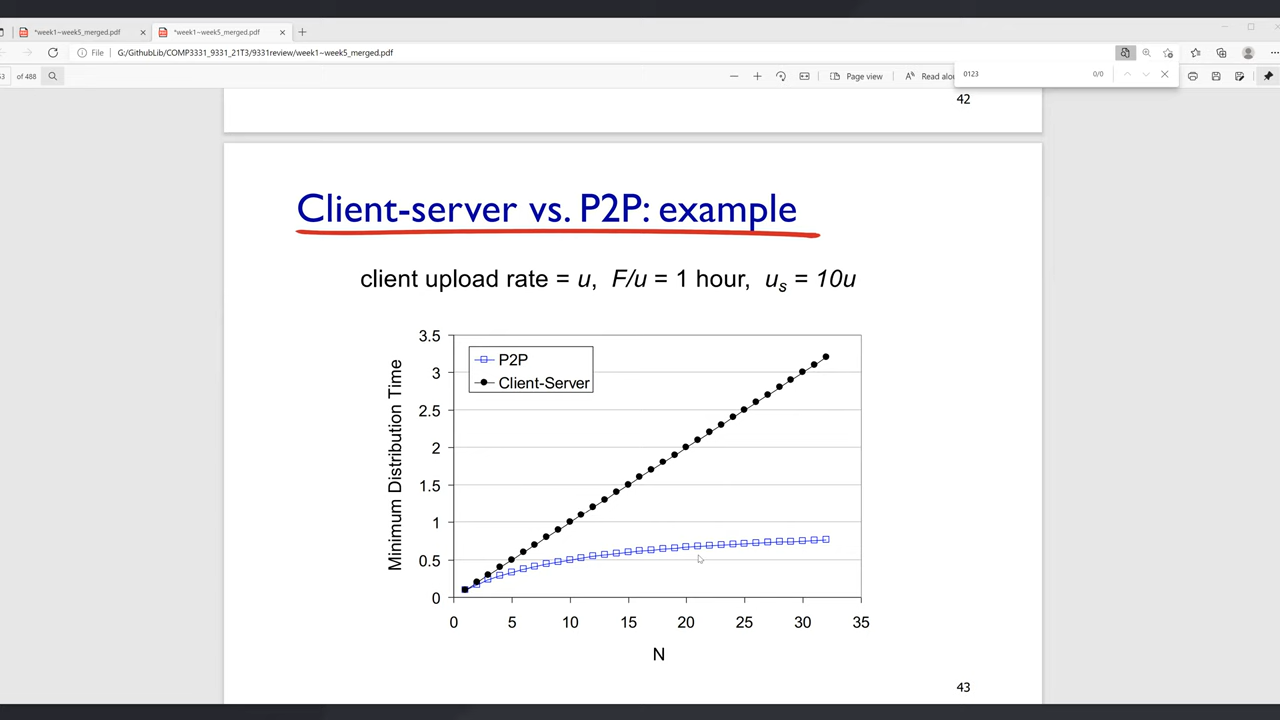 *week1~week5_merged.pdf
*week1~week5_merged.pdf
File G:/GithubLib/COMP3331_9331_21T3/9331review/week1~week5_merged.pdf
of 488
Page view
0123 0/0
42
Client-server vs. P2P: example
client upload rate = u, F/u = 1 hour, us = 10u
Minimum Distribution Time
3.5
3
2.5
2
1.5
1
0.5
0
P2P
Client-Server
0 5 10 15 20 25 30 35
N
43